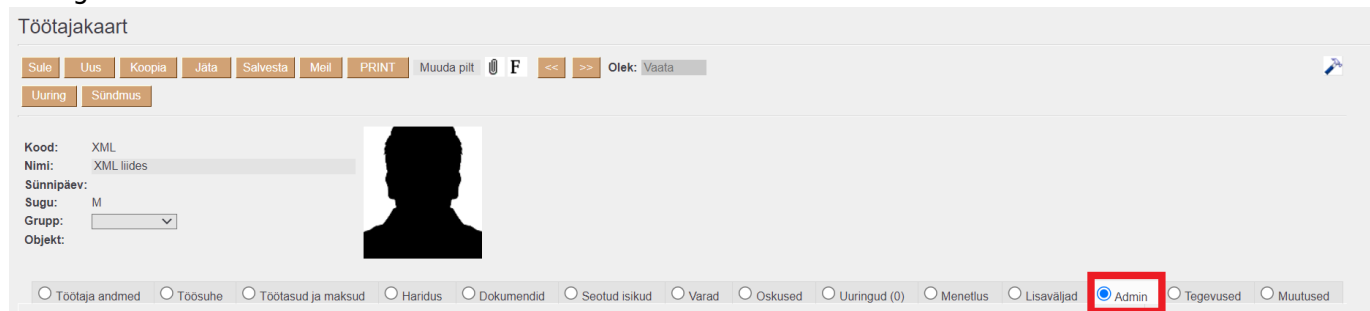 Töötajakaart
Sule Uus Koopia Jäta Salvesta Meil PRINT Muuda pilt F << >> Olek: Vaata
Uuring Sündmus
Kood: XML
Nimi: XML liides
Sünnipäev:
Sugu: M
Grupp:
Objekt:
Töötaja andmed Töösuhe Töötasud ja maksud Haridus Dokumendid Seotud isikud Varad Oskused Uuringud (0) Menetlus Lisaväljad Admin Tegevused Muutused